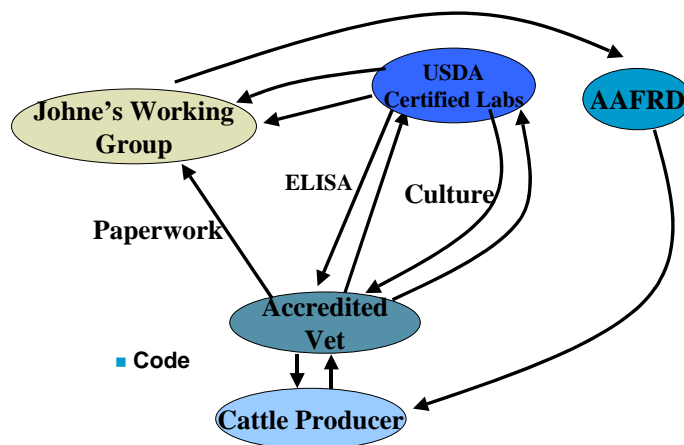 USDA
Certified Labs
AAFRD
Johne's Working
Group
ELISA
Culture
Paperwork
Accredited
Vet
Code
Cattle Producer